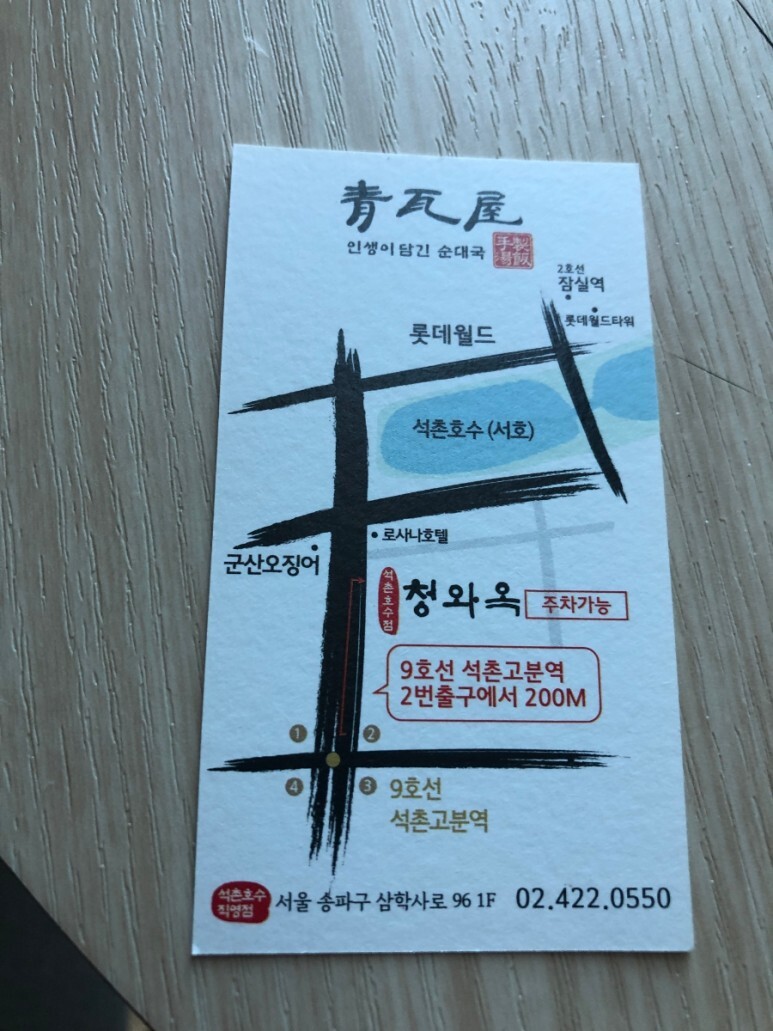 靑瓦屋
인생이 담긴 순대국
手製
湯飯
2호선
잠실역
롯데월드타워
롯데월드
석촌호수 (서호)
로사나호텔
군산오징어
석촌호수점
청와옥
주차가능
9호선 석촌고분역
2번출구에서 200M
1 2
4 3
9호선
석촌고분역
석촌호수
직영점
서울 송파구 삼학사로 96 1F 02.422.0550